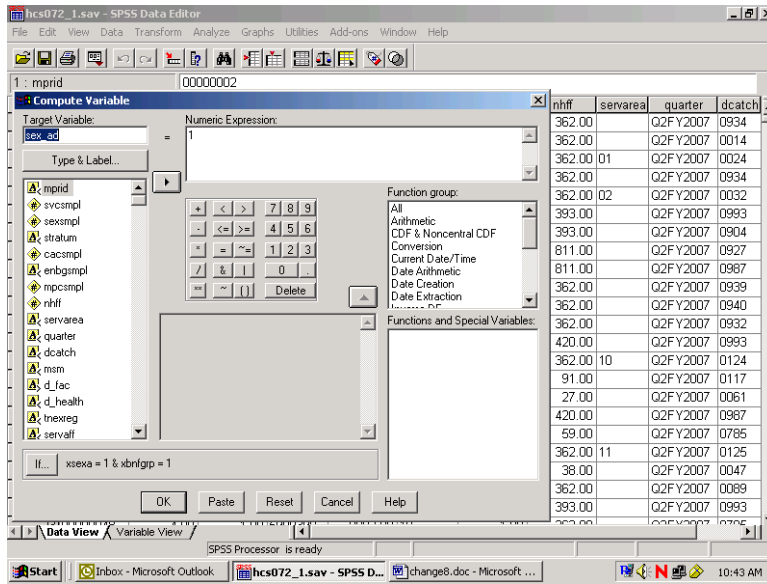 hcs072_1.sav - SPSS Data Editor
File Edit View Data Transform Analyze Graphs Utilities Add-ons Window Help
1 : mprid 00000002
Compute Variable
Target Variable:
sex_ad
=
Numeric Expression:
1
Type & Label...
mprid
svcsmpl
sexsmpl
stratum
cacsmpl
enbgsmpl
mpcsmpl
nhff
servarea
quarter
dcatch
msm
d_fac
d_health
tnexreg
servaff
+ < > 7 8 9
- <= >= 4 5 6
* = ~= 1 2 3
/ & | 0 .
** ~ () Delete
Function group:
All
Arithmetic
CDF & Noncentral CDF
Conversion
Current Date/Time
Date Arithmetic
Date Creation
Date Extraction
Functions and Special Variables:
If... xsexa = 1 & xbnfgrp = 1
OK Paste Reset Cancel Help
nhff servarea quarter dcatch
362.00 Q2FY2007 0934
362.00 Q2FY2007 0014
362.00 01 Q2FY2007 0024
362.00 Q2FY2007 0934
362.00 02 Q2FY2007 0032
393.00 Q2FY2007 0993
393.00 Q2FY2007 0904
811.00 Q2FY2007 0927
811.00 Q2FY2007 0987
362.00 Q2FY2007 0939
362.00 Q2FY2007 0940
362.00 Q2FY2007 0932
420.00 Q2FY2007 0993
362.00 10 Q2FY2007 0124
91.00 Q2FY2007 0117
27.00 Q2FY2007 0061
420.00 Q2FY2007 0987
59.00 Q2FY2007 0785
362.00 11 Q2FY2007 0125
38.00 Q2FY2007 0047
362.00 Q2FY2007 0089
393.00 Q2FY2007 0993
Data View Variable View
SPSS Processor is ready
Start Inbox - Microsoft Outlook hcs072_1.sav - SPSS D... change8.doc - Microsoft ... 10:43 AM